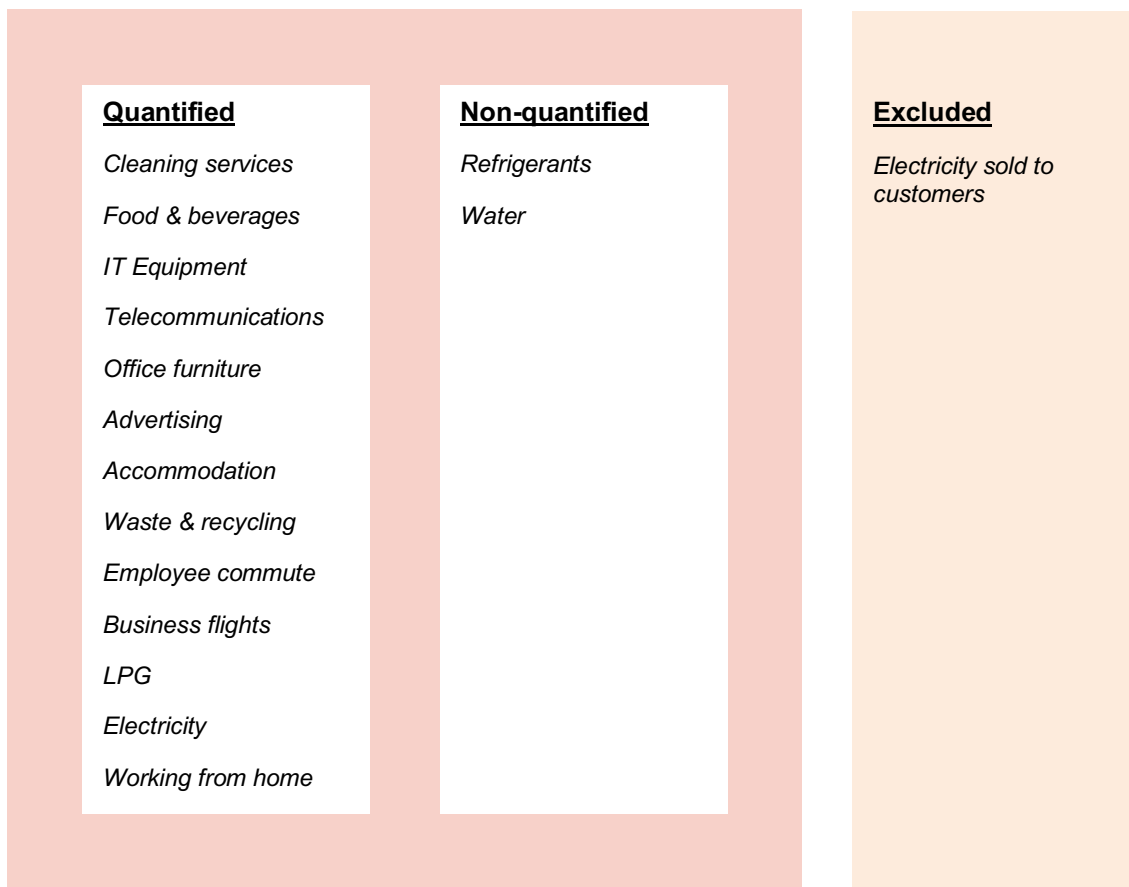 Quantified
Cleaning services
Food & beverages
IT Equipment
Telecommunications
Office furniture
Advertising
Accommodation
Waste & recycling
Employee commute
Business flights
LPG
Electricity
Working from home
Non-quantified
Refrigerants
Water
Excluded
Electricity sold to
customers